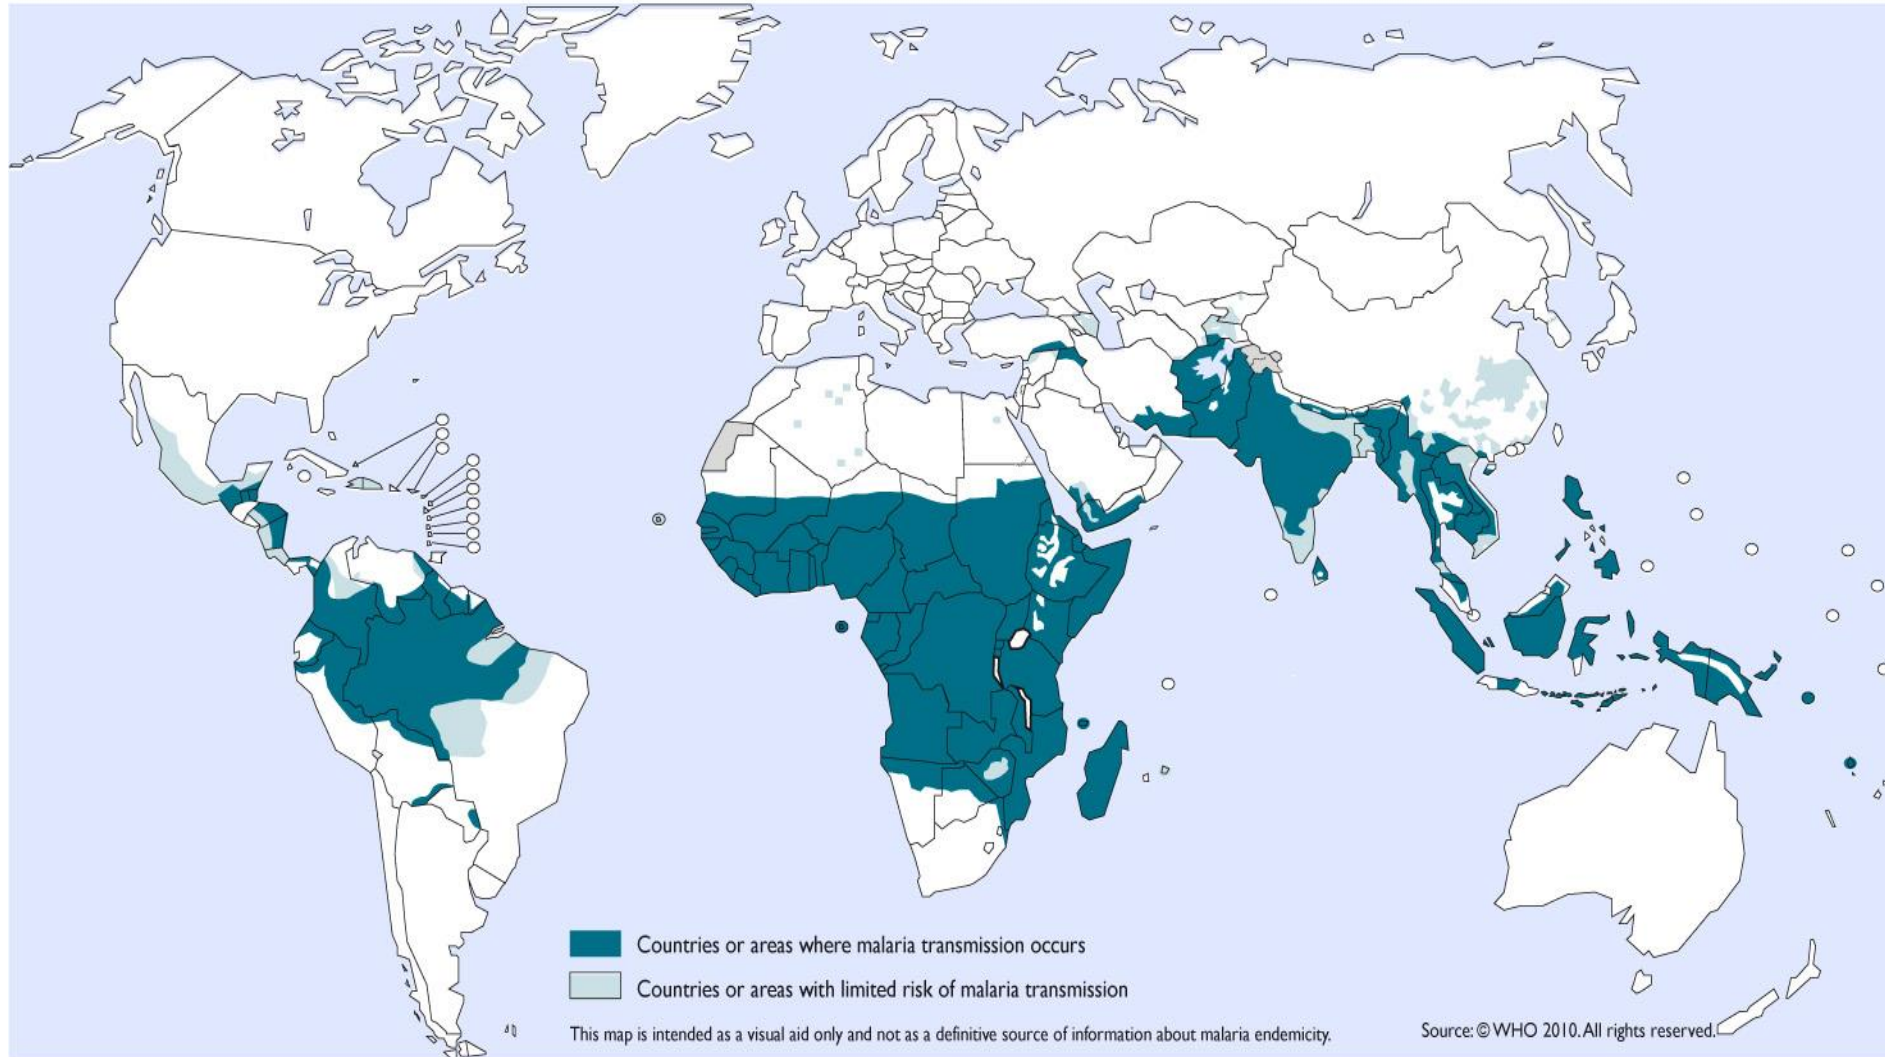 Countries or areas where malaria transmission occurs
Countries or areas with limited risk of malaria transmission
This map is intended as a visual aid only and not as a definitive source of information about malaria endemicity.
Source: © WHO 2010. All rights reserved.